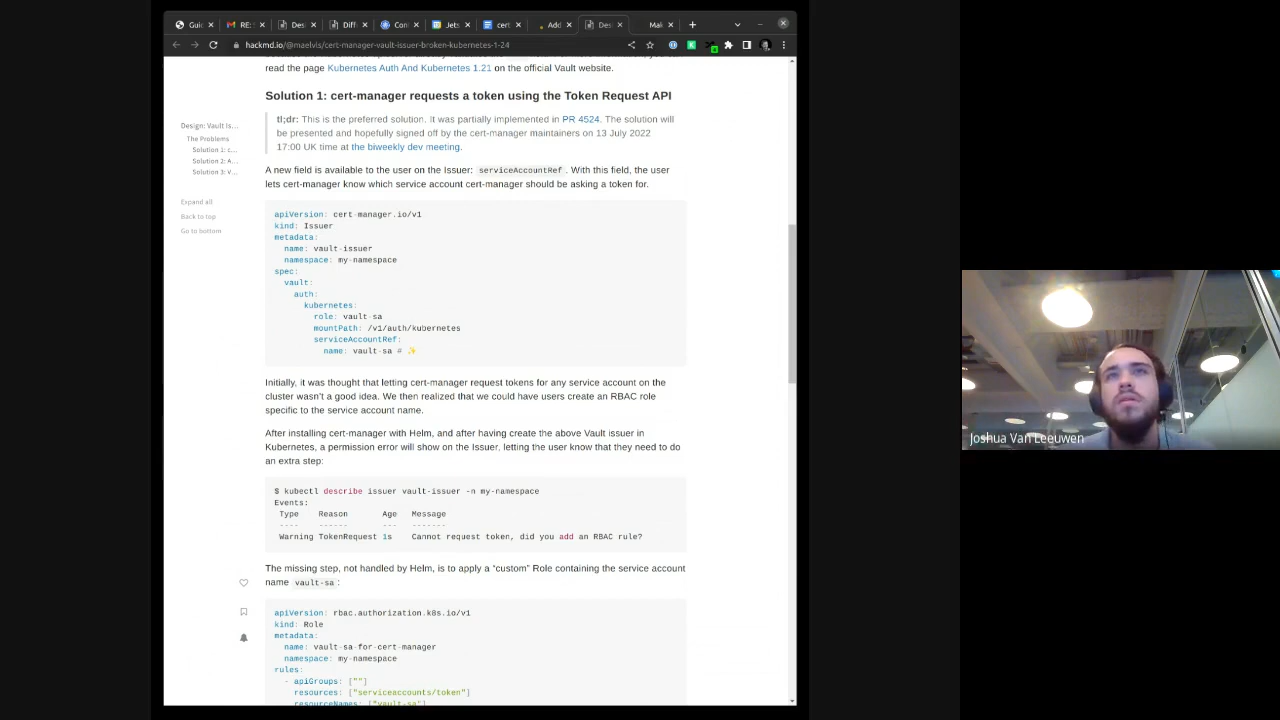 Guid
RE:
Des
Diff
Con
Jets
cert
Add
Des
Mai
hackmd.io/@maelvls/cert-manager-vault-issuer-broken-kubernetes-1-24
read the page Kubernetes Auth And Kubernetes 1.21 on the official Vault website.
Solution 1: cert-manager requests a token using the Token Request API
Design: Vault Is...
The Problems
Solution 1: c...
Solution 2: A...
Solution 3: V...
Expand all
Back to top
Go to bottom
tl;dr: This is the preferred solution. It was partially implemented in PR 4524. The solution will
be presented and hopefully signed off by the cert-manager maintainers on 13 July 2022
17:00 UK time at the biweekly dev meeting.
A new field is available to the user on the Issuer: serviceAccountRef. With this field, the user
lets cert-manager know which service account cert-manager should be asking a token for.
apiVersion: cert-manager.io/v1
kind: Issuer
metadata:
name: vault-issuer
namespace: my-namespace
spec:
vault:
auth:
kubernetes:
role: vault-sa
mountPath: /v1/auth/kubernetes
serviceAccountRef:
name: vault-sa # ✨
Initially, it was thought that letting cert-manager request tokens for any service account on the
cluster wasn't a good idea. We then realized that we could have users create an RBAC role
specific to the service account name.
After installing cert-manager with Helm, and after having create the above Vault issuer in
Kubernetes, a permission error will show on the Issuer, letting the user know that they need to do
an extra step:
$ kubectl describe issuer vault-issuer -n my-namespace
Events:
Type Reason Age Message
---- ------ --- -------
Warning TokenRequest 1s Cannot request token, did you add an RBAC rule?
The missing step, not handled by Helm, is to apply a “custom” Role containing the service account
name vault-sa:
apiVersion: rbac.authorization.k8s.io/v1
kind: Role
metadata:
name: vault-sa-for-cert-manager
namespace: my-namespace
rules:
- apiGroups: [""]
resources: ["serviceaccounts/token"]
resourceNames: ["vault-sa"]
Joshua Van Leeuwen